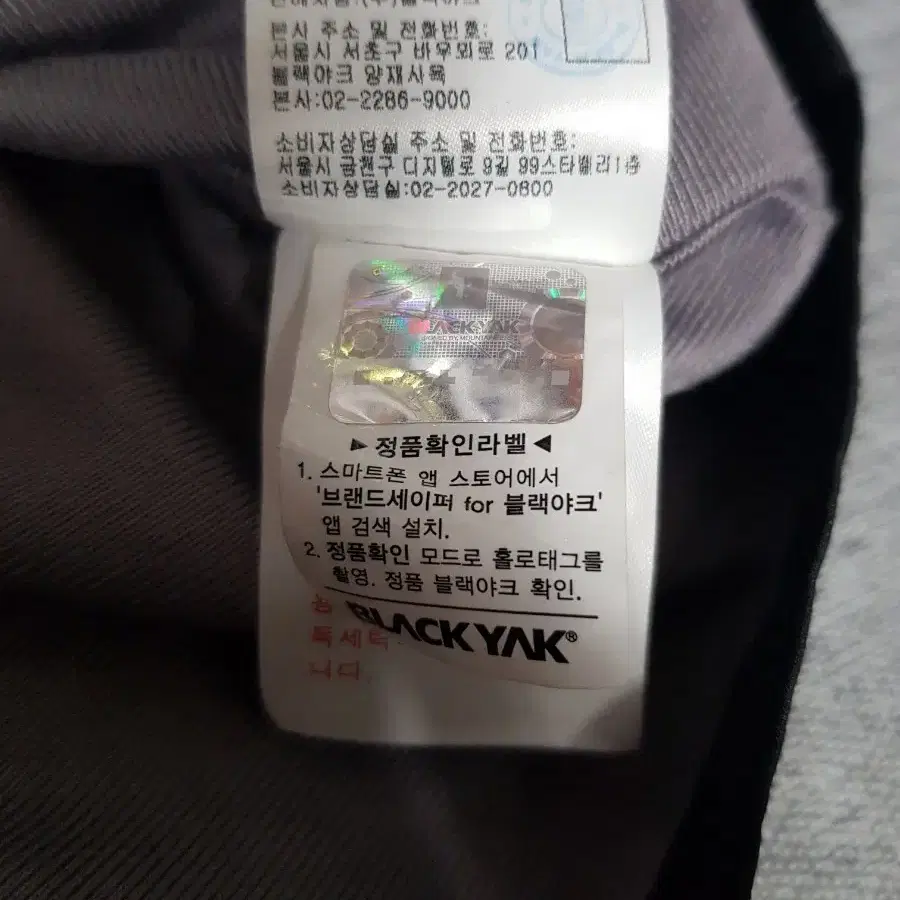 본사 주소 및 전화번호:
서울시 서초구 바우뫼로 201
블랙야크 양재사옥
본사:02-2286-9000
소비자상담실 주소 및 전화번호:
서울시 금천구 디지털로 9길 99스타밸리1층
소비자상담실:02-2027-0800
BLACKYAK
▶ 정품확인라벨 ◀
1. 스마트폰 앱 스토어에서
'브랜드세이퍼 for 블랙야크'
앱 검색 설치.
2. 정품확인 모드로 홀로태그를
촬영. 정품 블랙야크 확인.
BLACKYAK®
특세탁
니다